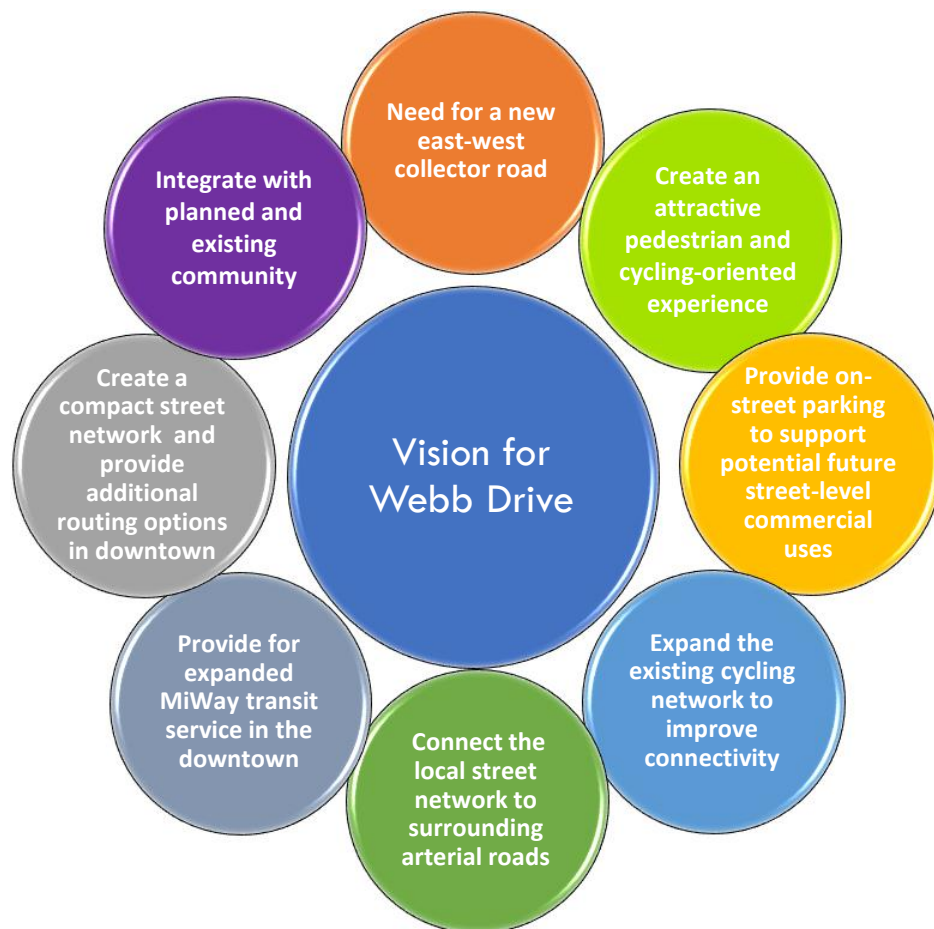 Need for a new
east-west
collector road
Create an
attractive
pedestrian and
cycling-oriented
experience
Provide on-
street parking
to support
potential future
street-level
commercial
uses
Expand the
existing cycling
network to
improve
connectivity
Connect the
local street
network to
surrounding
arterial roads
Provide for
expanded
MiWay transit
service in the
downtown
Create a
compact street
network and
provide
additional
routing options
in downtown
Integrate with
planned and
existing
community
Vision for
Webb Drive